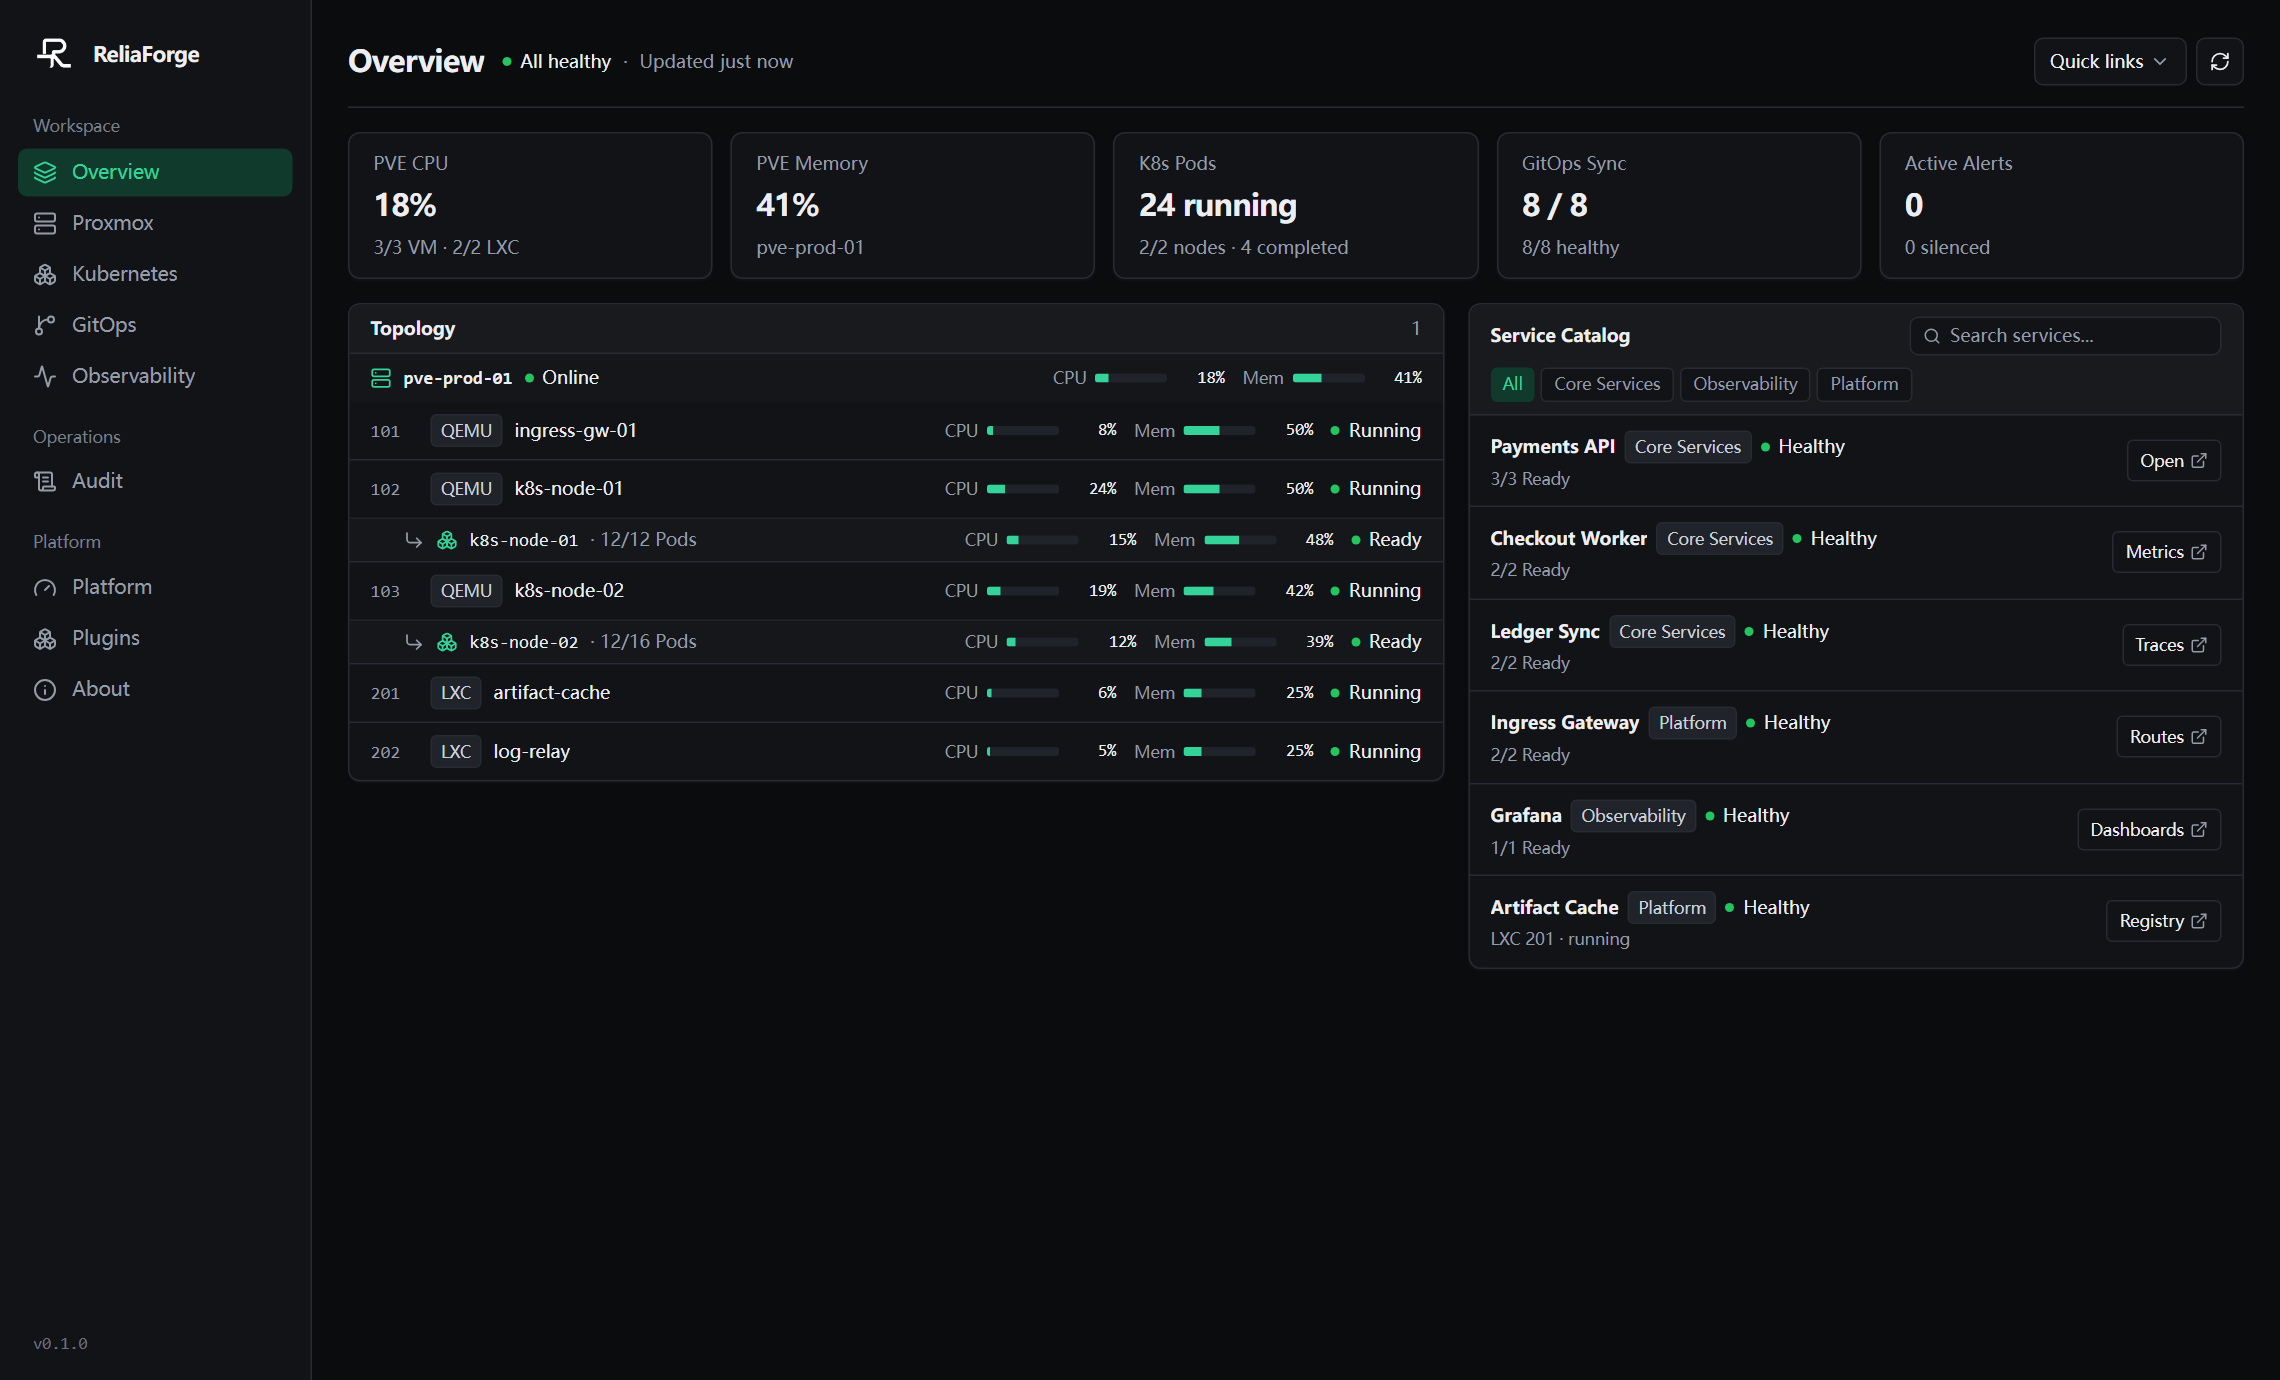 ReliaForge
Workspace
Overview
Proxmox
Kubernetes
GitOps
Observability
Operations
Audit
Platform
Platform
Plugins
About
v0.1.0
Overview All healthy · Updated just now
Quick links
PVE CPU
18%
3/3 VM · 2/2 LXC
PVE Memory
41%
pve-prod-01
K8s Pods
24 running
2/2 nodes · 4 completed
GitOps Sync
8 / 8
8/8 healthy
Active Alerts
0
0 silenced
Topology 1
pve-prod-01 Online CPU 18% Mem 41%
101 QEMU ingress-gw-01 CPU 8% Mem 50% Running
102 QEMU k8s-node-01 CPU 24% Mem 50% Running
k8s-node-01 · 12/12 Pods CPU 15% Mem 48% Ready
103 QEMU k8s-node-02 CPU 19% Mem 42% Running
k8s-node-02 · 12/16 Pods CPU 12% Mem 39% Ready
201 LXC artifact-cache CPU 6% Mem 25% Running
202 LXC log-relay CPU 5% Mem 25% Running
Service Catalog Search services...
All Core Services Observability Platform
Payments API Core Services Healthy
3/3 Ready
Open
Checkout Worker Core Services Healthy
2/2 Ready
Metrics
Ledger Sync Core Services Healthy
2/2 Ready
Traces
Ingress Gateway Platform Healthy
2/2 Ready
Routes
Grafana Observability Healthy
1/1 Ready
Dashboards
Artifact Cache Platform Healthy
LXC 201 · running
Registry